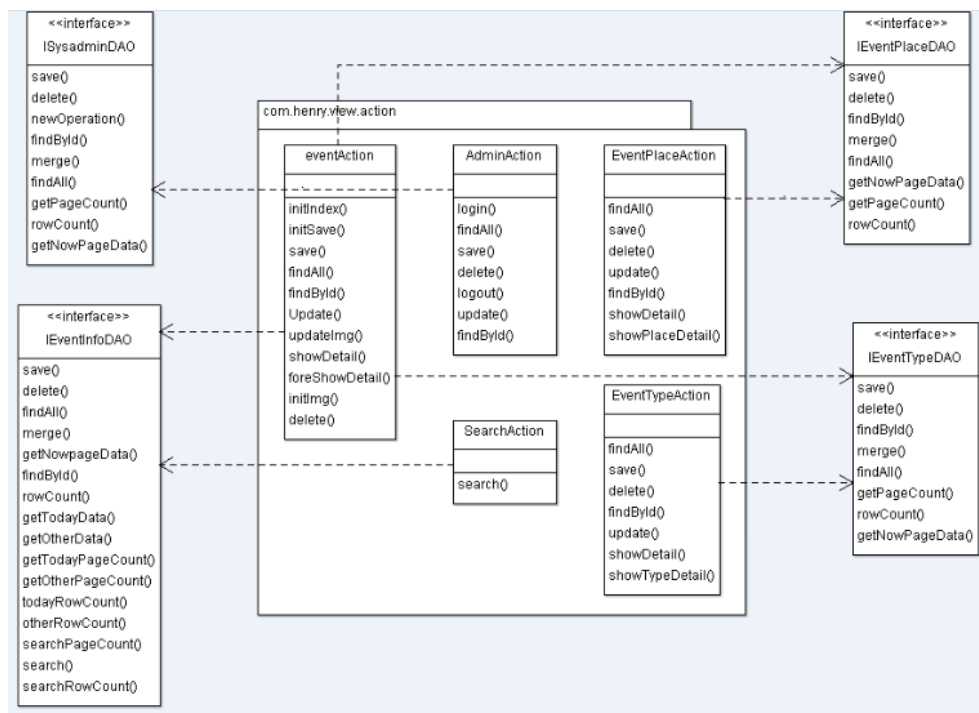 <<interface>>
ISysadminDAO
save()
delete()
newOperation()
findById()
merge()
findAll()
getPageCount()
rowCount()
getNowPageData()
<<interface>>
IEventPlaceDAO
save()
delete()
findById()
merge()
findAll()
getNowPageData()
getPageCount()
rowCount()
com.henry.view.action
eventAction
initIndex()
initSave()
save()
findAll()
findById()
Update()
updateImg()
showDetail()
foreShowDetail()
initImg()
delete()
AdminAction
login()
findAll()
save()
delete()
logout()
update()
findById()
EventPlaceAction
findAll()
save()
delete()
update()
findById()
showDetail()
showPlaceDetail()
<<interface>>
IEventInfoDAO
save()
delete()
findAll()
merge()
getNowpageData()
findById()
rowCount()
getTodayData()
getOtherData()
getTodayPageCount()
getOtherPageCount()
todayRowCount()
otherRowCount()
searchPageCount()
search()
searchRowCount()
SearchAction
search()
EventTypeAction
findAll()
save()
delete()
findById()
update()
showDetail()
showTypeDetail()
<<interface>>
IEventTypeDAO
save()
delete()
findById()
merge()
findAll()
getPageCount()
rowCount()
getNowPageData()